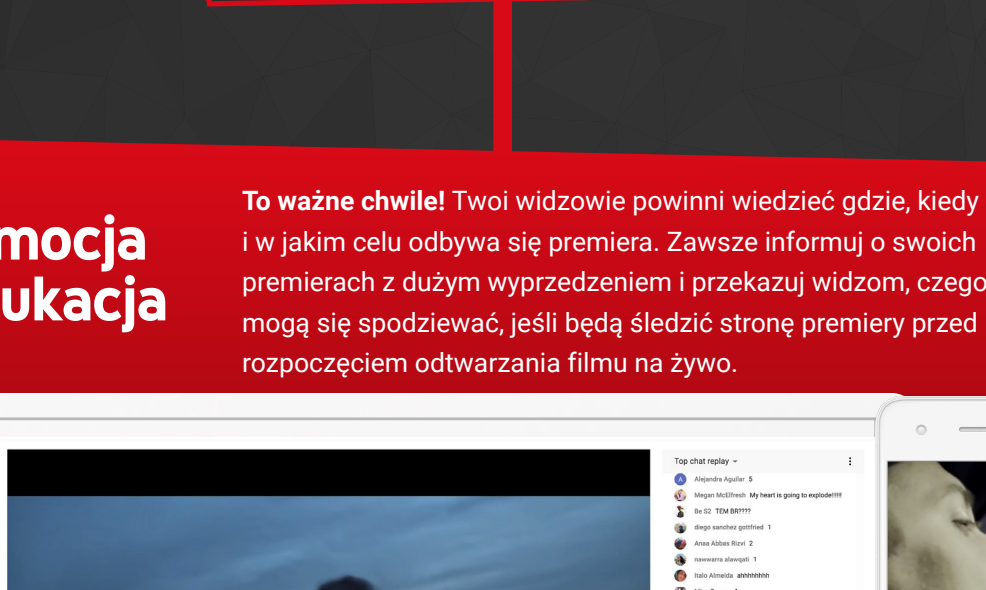 mocja
ukacja
To ważne chwile! Twoi widzowie powinni wiedzieć gdzie, kiedy
i w jakim celu odbywa się premiera. Zawsze informuj o swoich
premierach z dużym wyprzedzeniem i przekazuj widzom, czego
mogą się spodziewać, jeśli będą śledzić stronę premiery przed
rozpoczęciem odtwarzania filmu na żywo.
Top chat replay
A Alejandra Aguilar 5
Megan McElfresh My heart is going to explode!!!!!!
Be S2 TEM BR????
diego sanchez gottfried 1
Anaa Abbas Rizvi 2
nawwarra alawqati 1
Italo Almeida ahhhhhhhh